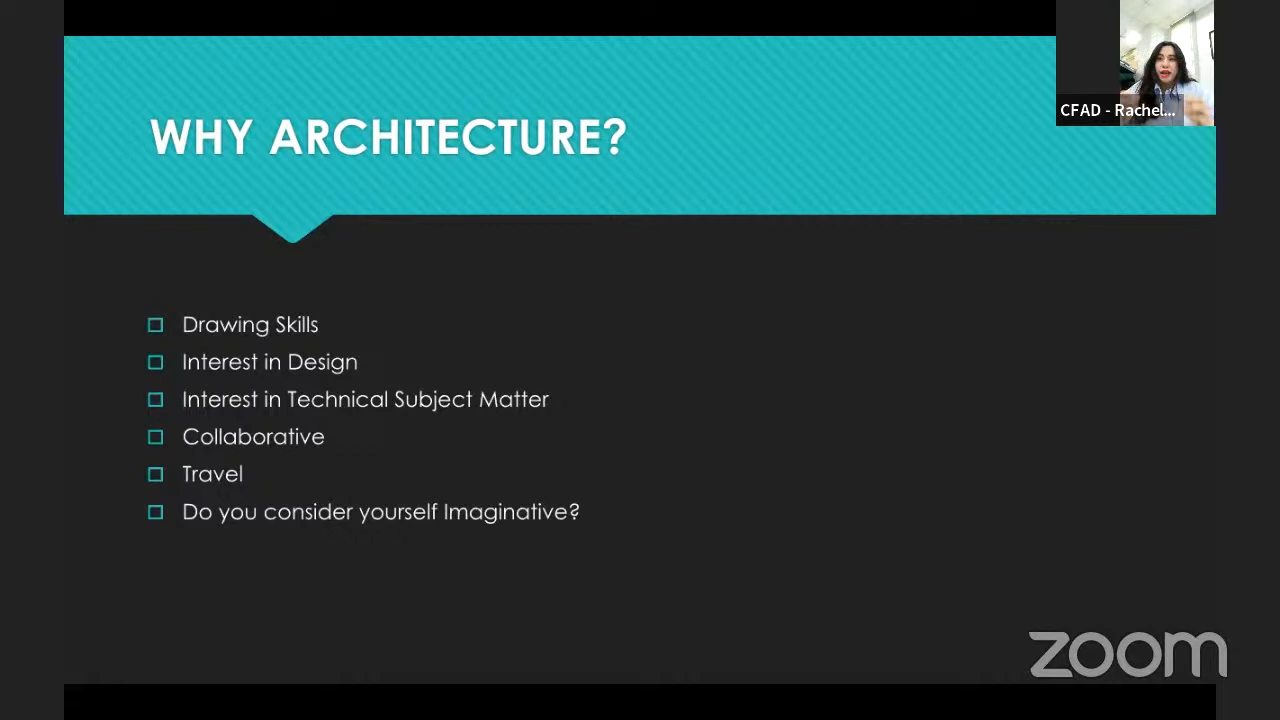 CFAD - Rachel...
WHY ARCHITECTURE?
Drawing Skills
Interest in Design
Interest in Technical Subject Matter
Collaborative
Travel
Do you consider yourself Imaginative?
zoom